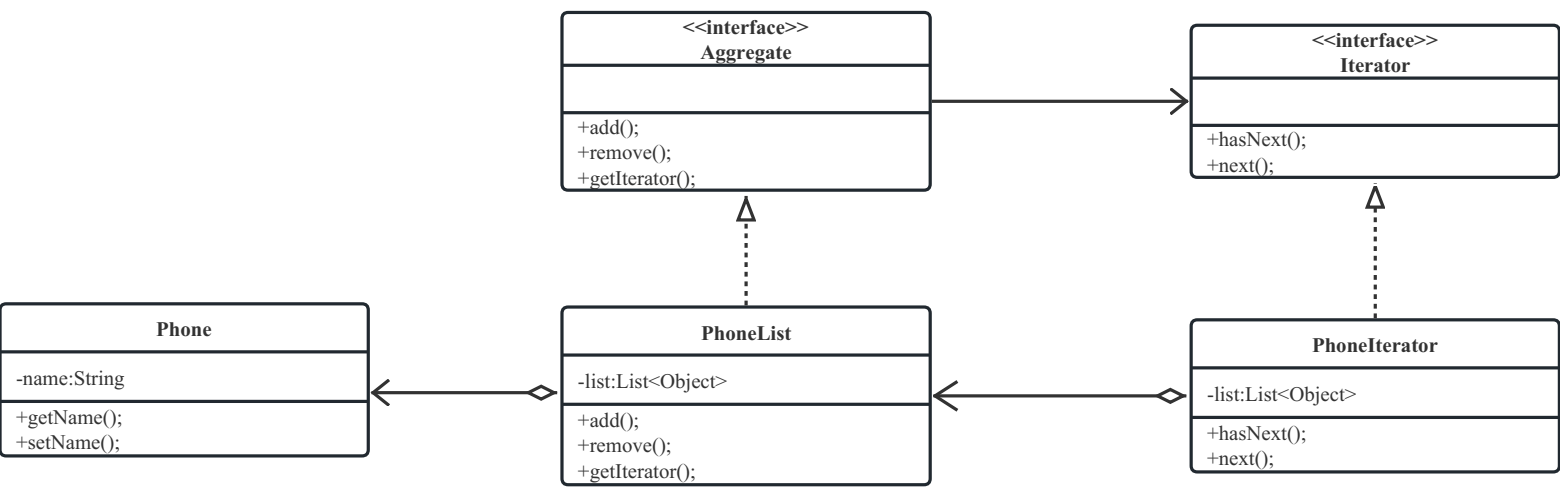 <<interface>>
Aggregate
+add();
+remove();
+getIterator();
<<interface>>
Iterator
+hasNext();
+next();
Phone
-name:String
+getName();
+setName();
PhoneList
-list:List<Object>
+add();
+remove();
+getIterator();
PhoneIterator
-list:List<Object>
+hasNext();
+next();